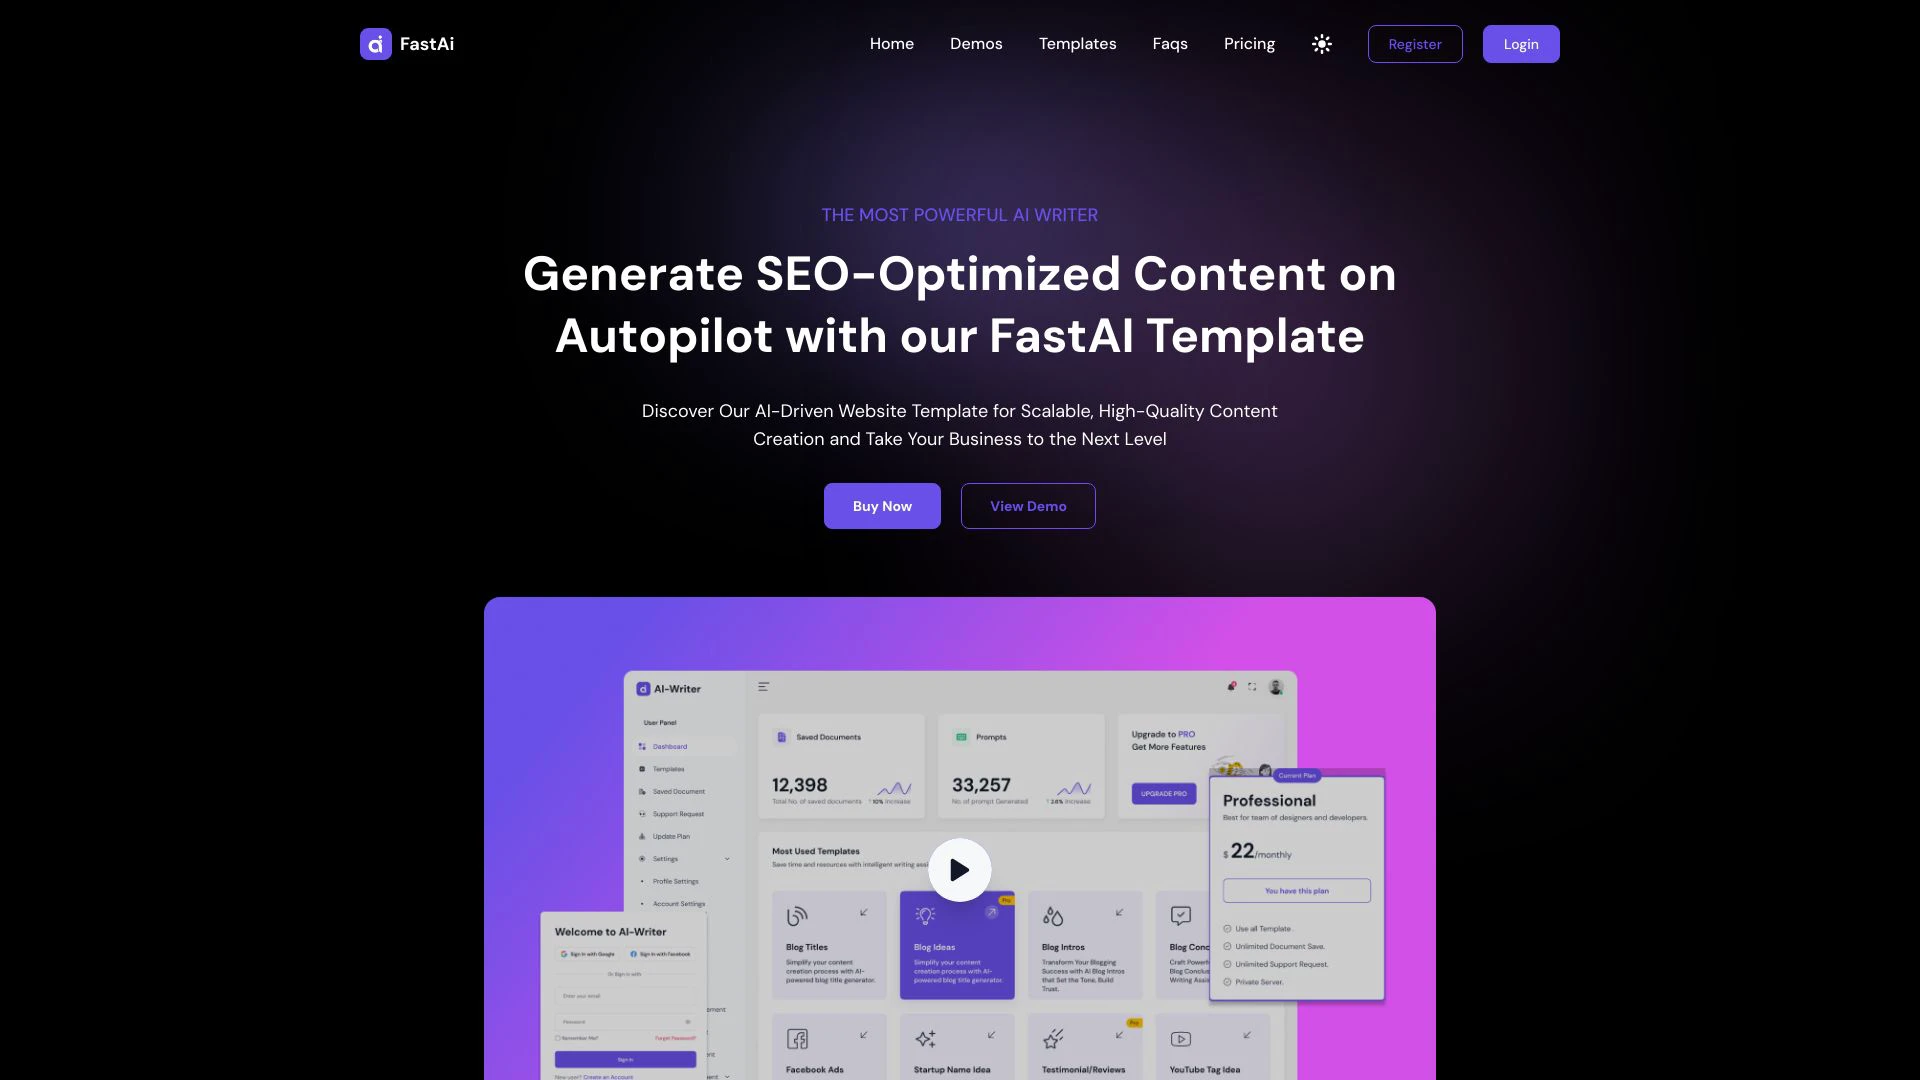 FastAi
Home
Demos
Templates
Faqs
Pricing
Register
Login
THE MOST POWERFUL AI WRITER
Generate SEO-Optimized Content on
Autopilot with our FastAI Template
Discover Our AI-Driven Website Template for Scalable, High-Quality Content
Creation and Take Your Business to the Next Level
Buy Now
View Demo
AI-Writer
User Panel
Dashboard
Templates
Saved Document
Support Request
Update Plan
Settings
Profile Settings
Account Settings
Saved Documents
12,398
Total No. of saved documents
↑ 10% Increase
Prompts
33,257
No. of prompt Generated
↑ 2.6% Increase
Upgrade to PRO
Get More Features
UPGRADE PRO
Current Plan
Professional
Best for team of designers and developers.
$ 22/monthly
You have this plan
Use all Template
Unlimited Document Save.
Unlimited Support Request.
Private Server.
Most Used Templates
Save time and resources with intelligent writing
Blog Titles
Simplify your content
creation process with AI-
powered blog title generator.
Pro
Blog Ideas
Simplify your content
creation process with AI-
powered blog title generator.
Blog Intros
Transform Your Blogging
Success with AI Blog Intros
that Set the Tone, Build
Trust.
Blog Conc
Craft Powerf
Blog Conclus
Writing Assis
Facebook Ads
Startup Name Idea
Pro
Testimonial/Reviews
YouTube Tag Idea
Welcome to AI-Writer
Sign in with Google
Sign in with Facebook
Or Sign in with
Enter your email
Password
Remember Me?
Forget Password?
Sign In
New user? Create an Account